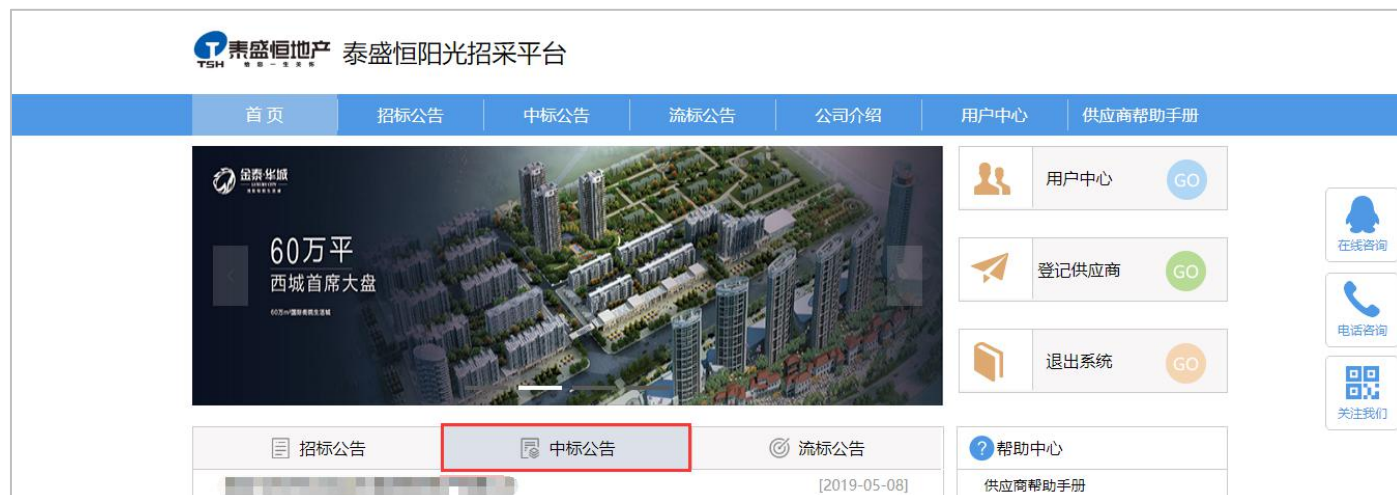 泰盛恒地产 泰盛恒阳光招采平台
TSH
首页 招标公告 中标公告 流标公告 公司介绍 用户中心 供应商帮助手册
金泰·华城
60万平
西城首席大盘
用户中心 GO
登记供应商 GO
退出系统 GO
在线咨询
电话咨询
关注我们
招标公告 中标公告 流标公告
[2019-05-08]
帮助中心
供应商帮助手册